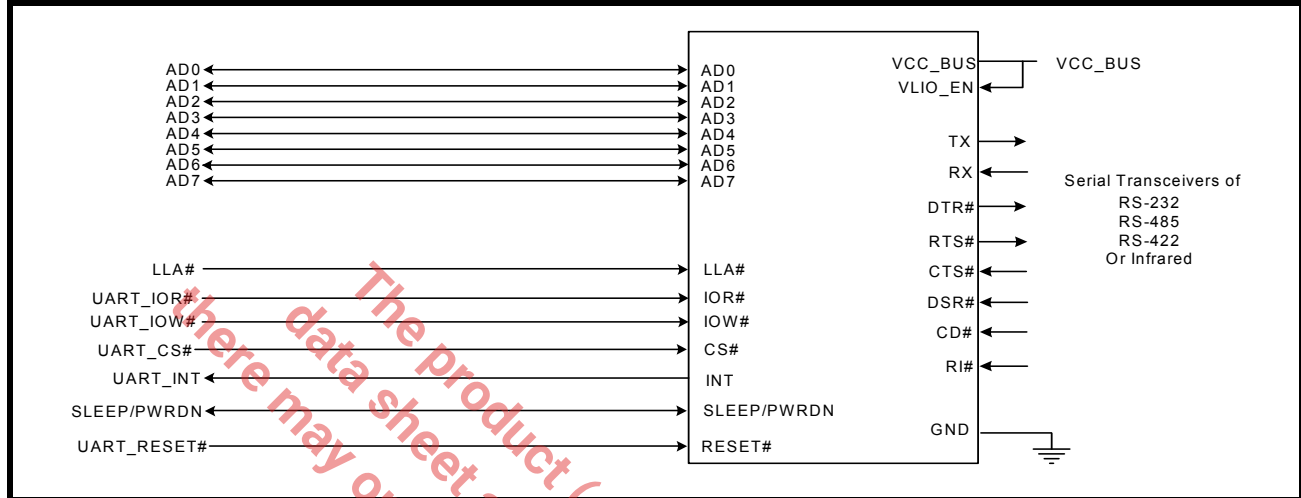 AD0
AD1
AD2
AD3
AD4
AD5
AD6
AD7
LLA#
UART_IOR#
UART_IOW#
UART_CS#
UART_INT
SLEEP/PWRDN
UART_RESET#
AD0
AD1
AD2
AD3
AD4
AD5
AD6
AD7
LLA#
IOR#
IOW#
CS#
INT
SLEEP/PWRDN
RESET#
VCC_BUS
VLIO_EN
TX
RX
DTR#
RTS#
CTS#
DSR#
CD#
RI#
GND
VCC_BUS
Serial Transceivers of
RS-232
RS-485
RS-422
Or Infrared
The product (
data sheet
there may